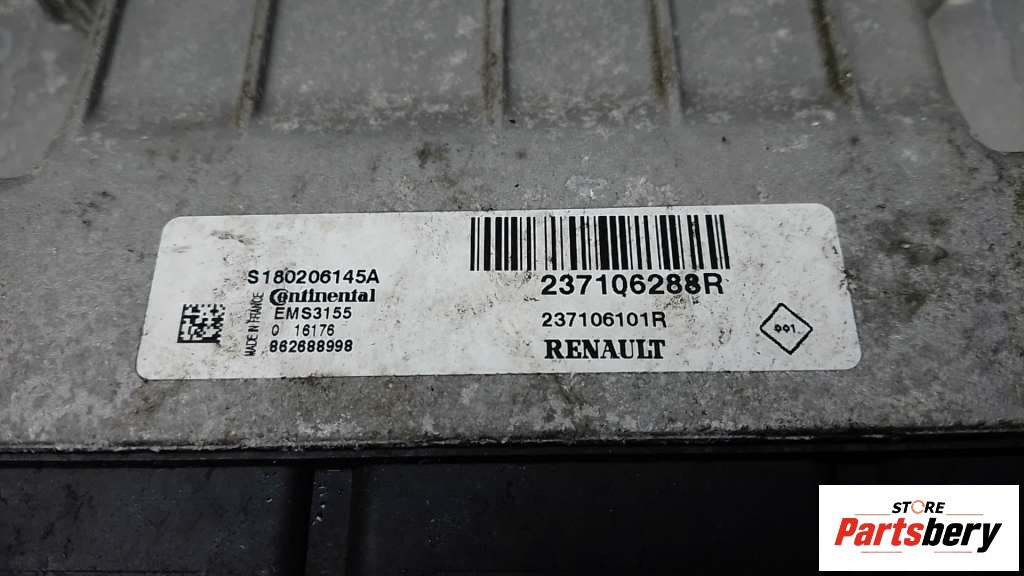 S180206145A
Continental
EMS3155
0 16176
862688998
MADE IN FRANCE
237106288R
237106101R
RENAULT
001
STORE
Partsbery